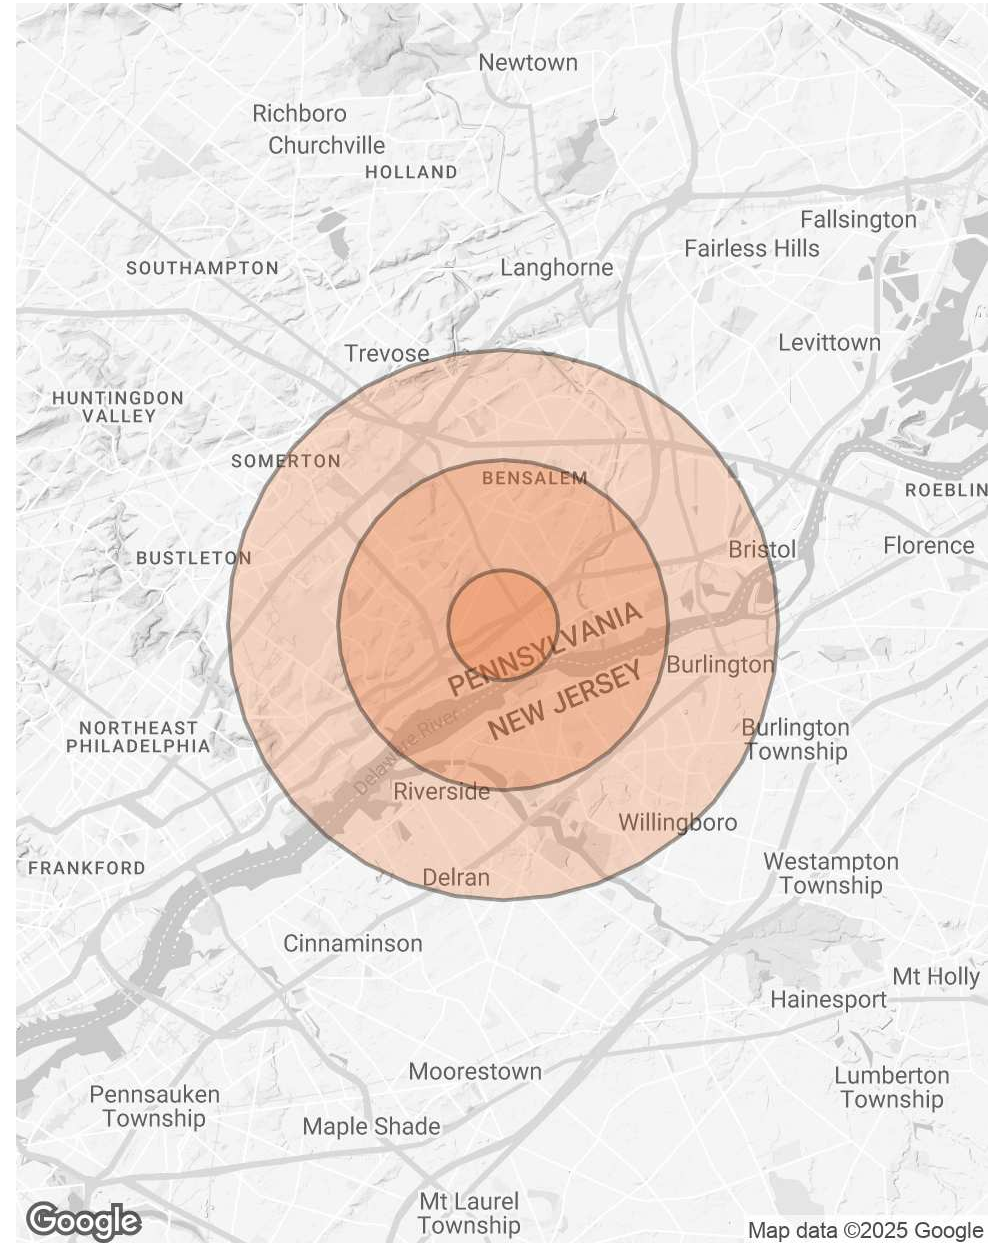 Newtown
Richboro
Churchville
HOLLAND
Fallsington
Fairless Hills
SOUTHAMPTON
Langhorne
Levittown
Trevose
HUNTINGDON
VALLEY
SOMERTON
BENSALEM
ROEBLIN
BUSTLETON
Bristol
Florence
PENNSYLVANIA
Burlington
NEW JERSEY
NORTHEAST
PHILADELPHIA
Delaware River
Burlington
Township
Riverside
Willingboro
FRANKFORD
Delran
Westampton
Township
Cinnaminson
Mt Holly
Hainesport
Moorestown
Lumberton
Township
Pennsauken
Township
Maple Shade
Mt Laurel
Township
Google
Map data ©2025 Google